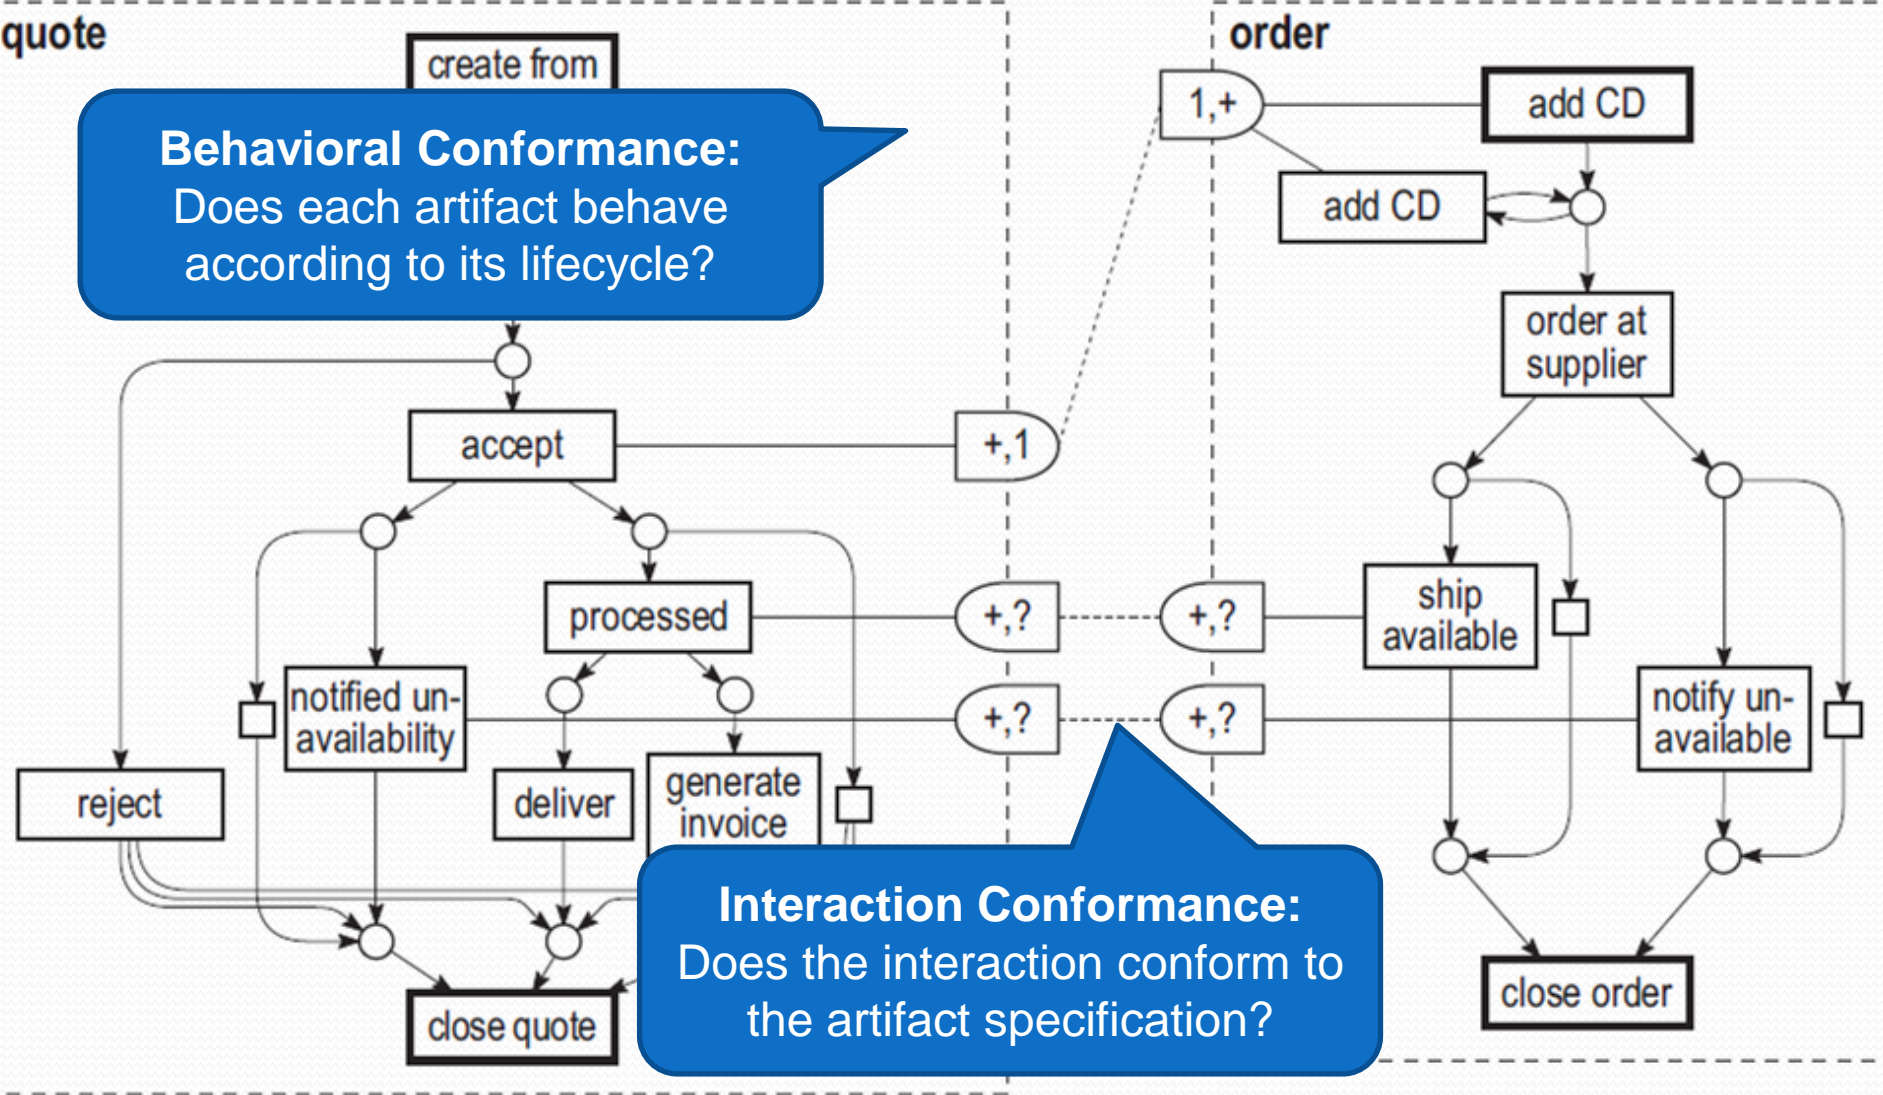 quote
order
create from
add CD
1,+
Behavioral Conformance:
Does each artifact behave
according to its lifecycle?
add CD
order at
supplier
accept
+,1
processed
+,?
+,?
ship
available
notified un-
availability
+,?
+,?
notify un-
available
reject
deliver
generate
invoice
Interaction Conformance:
Does the interaction conform to
the artifact specification?
close quote
close order